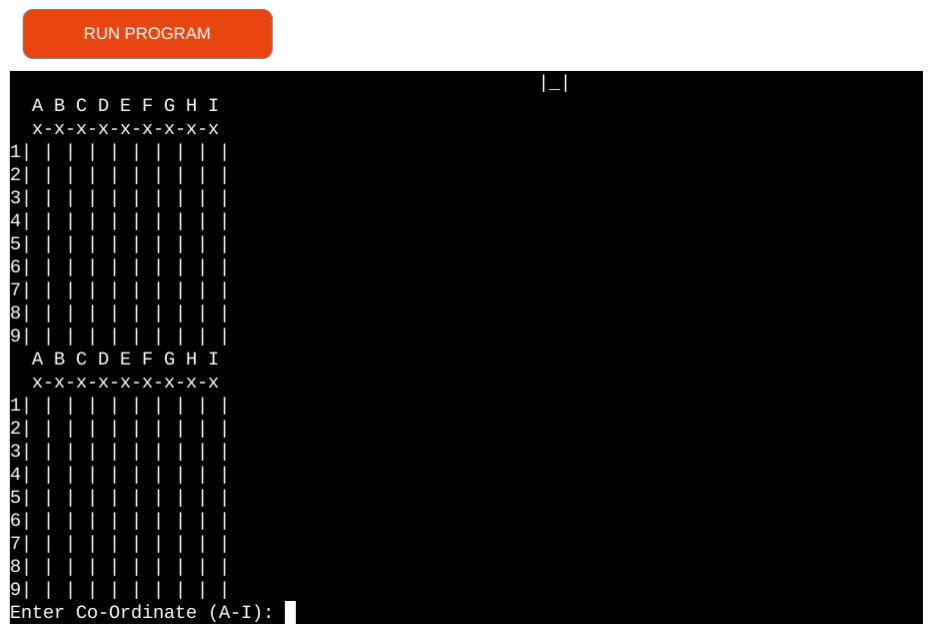 RUN PROGRAM
|_|
A B C D E F G H I
x-x-x-x-x-x-x-x-x
1| | | | | | | | | |
2| | | | | | | | | |
3| | | | | | | | | |
4| | | | | | | | | |
5| | | | | | | | | |
6| | | | | | | | | |
7| | | | | | | | | |
8| | | | | | | | | |
9| | | | | | | | | |
A B C D E F G H I
x-x-x-x-x-x-x-x-x
1| | | | | | | | | |
2| | | | | | | | | |
3| | | | | | | | | |
4| | | | | | | | | |
5| | | | | | | | | |
6| | | | | | | | | |
7| | | | | | | | | |
8| | | | | | | | | |
9| | | | | | | | | |
Enter Co-Ordinate (A-I):